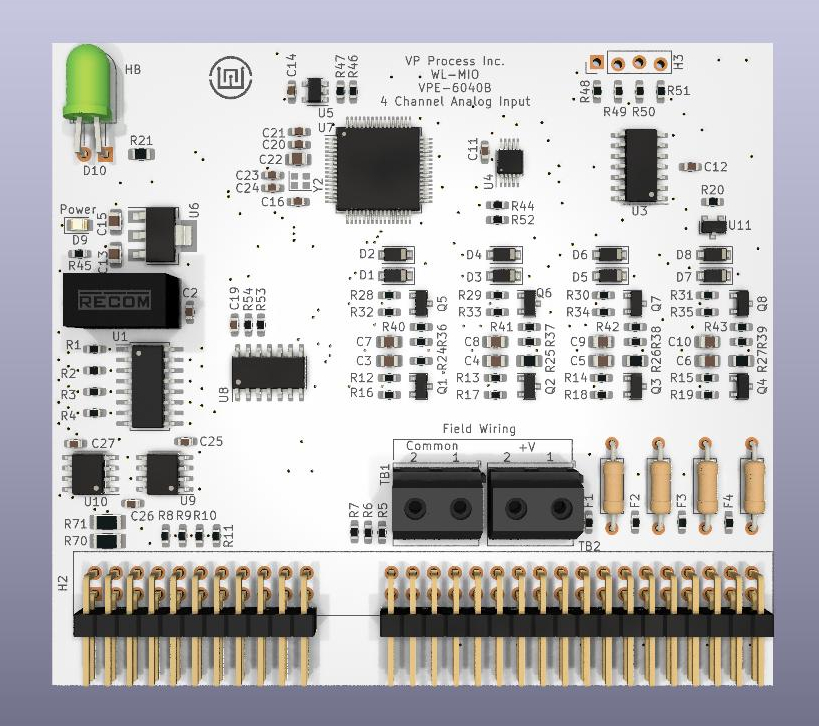 VP Process Inc.
WL-MIO
VPE-6040B
4 Channel Analog Input
HB
C14
U5
R47
R46
H3
R48
R49
R50
R51
D10
R21
C21
C20
C22
C23
C24
C16
Y2
U7
C11
U4
R44
R52
U3
C12
R20
U11
Power
D9
R45
C15
C13
U6
RECOM
C2
U1
D2
D1
D4
D3
D6
D5
D8
D7
R28
R32
Q5
R29
R33
Q6
R30
R34
Q7
R31
R35
Q8
C19
R54
R53
R40
R36
R41
R37
R42
R38
R43
R39
C7
C3
R24
C8
C4
R25
C9
C5
R26
C10
C6
R27
R12
R16
Q1
R13
R17
Q2
R14
R18
Q3
R15
R19
Q4
R1
R2
R3
R4
U8
Field Wiring
Common
+V
2 1
2 1
TB1
TB2
C27
C25
U10
U9
C26
R71
R70
R8
R9
R10
R11
R7
R6
R5
F1
F2
F3
F4
H2